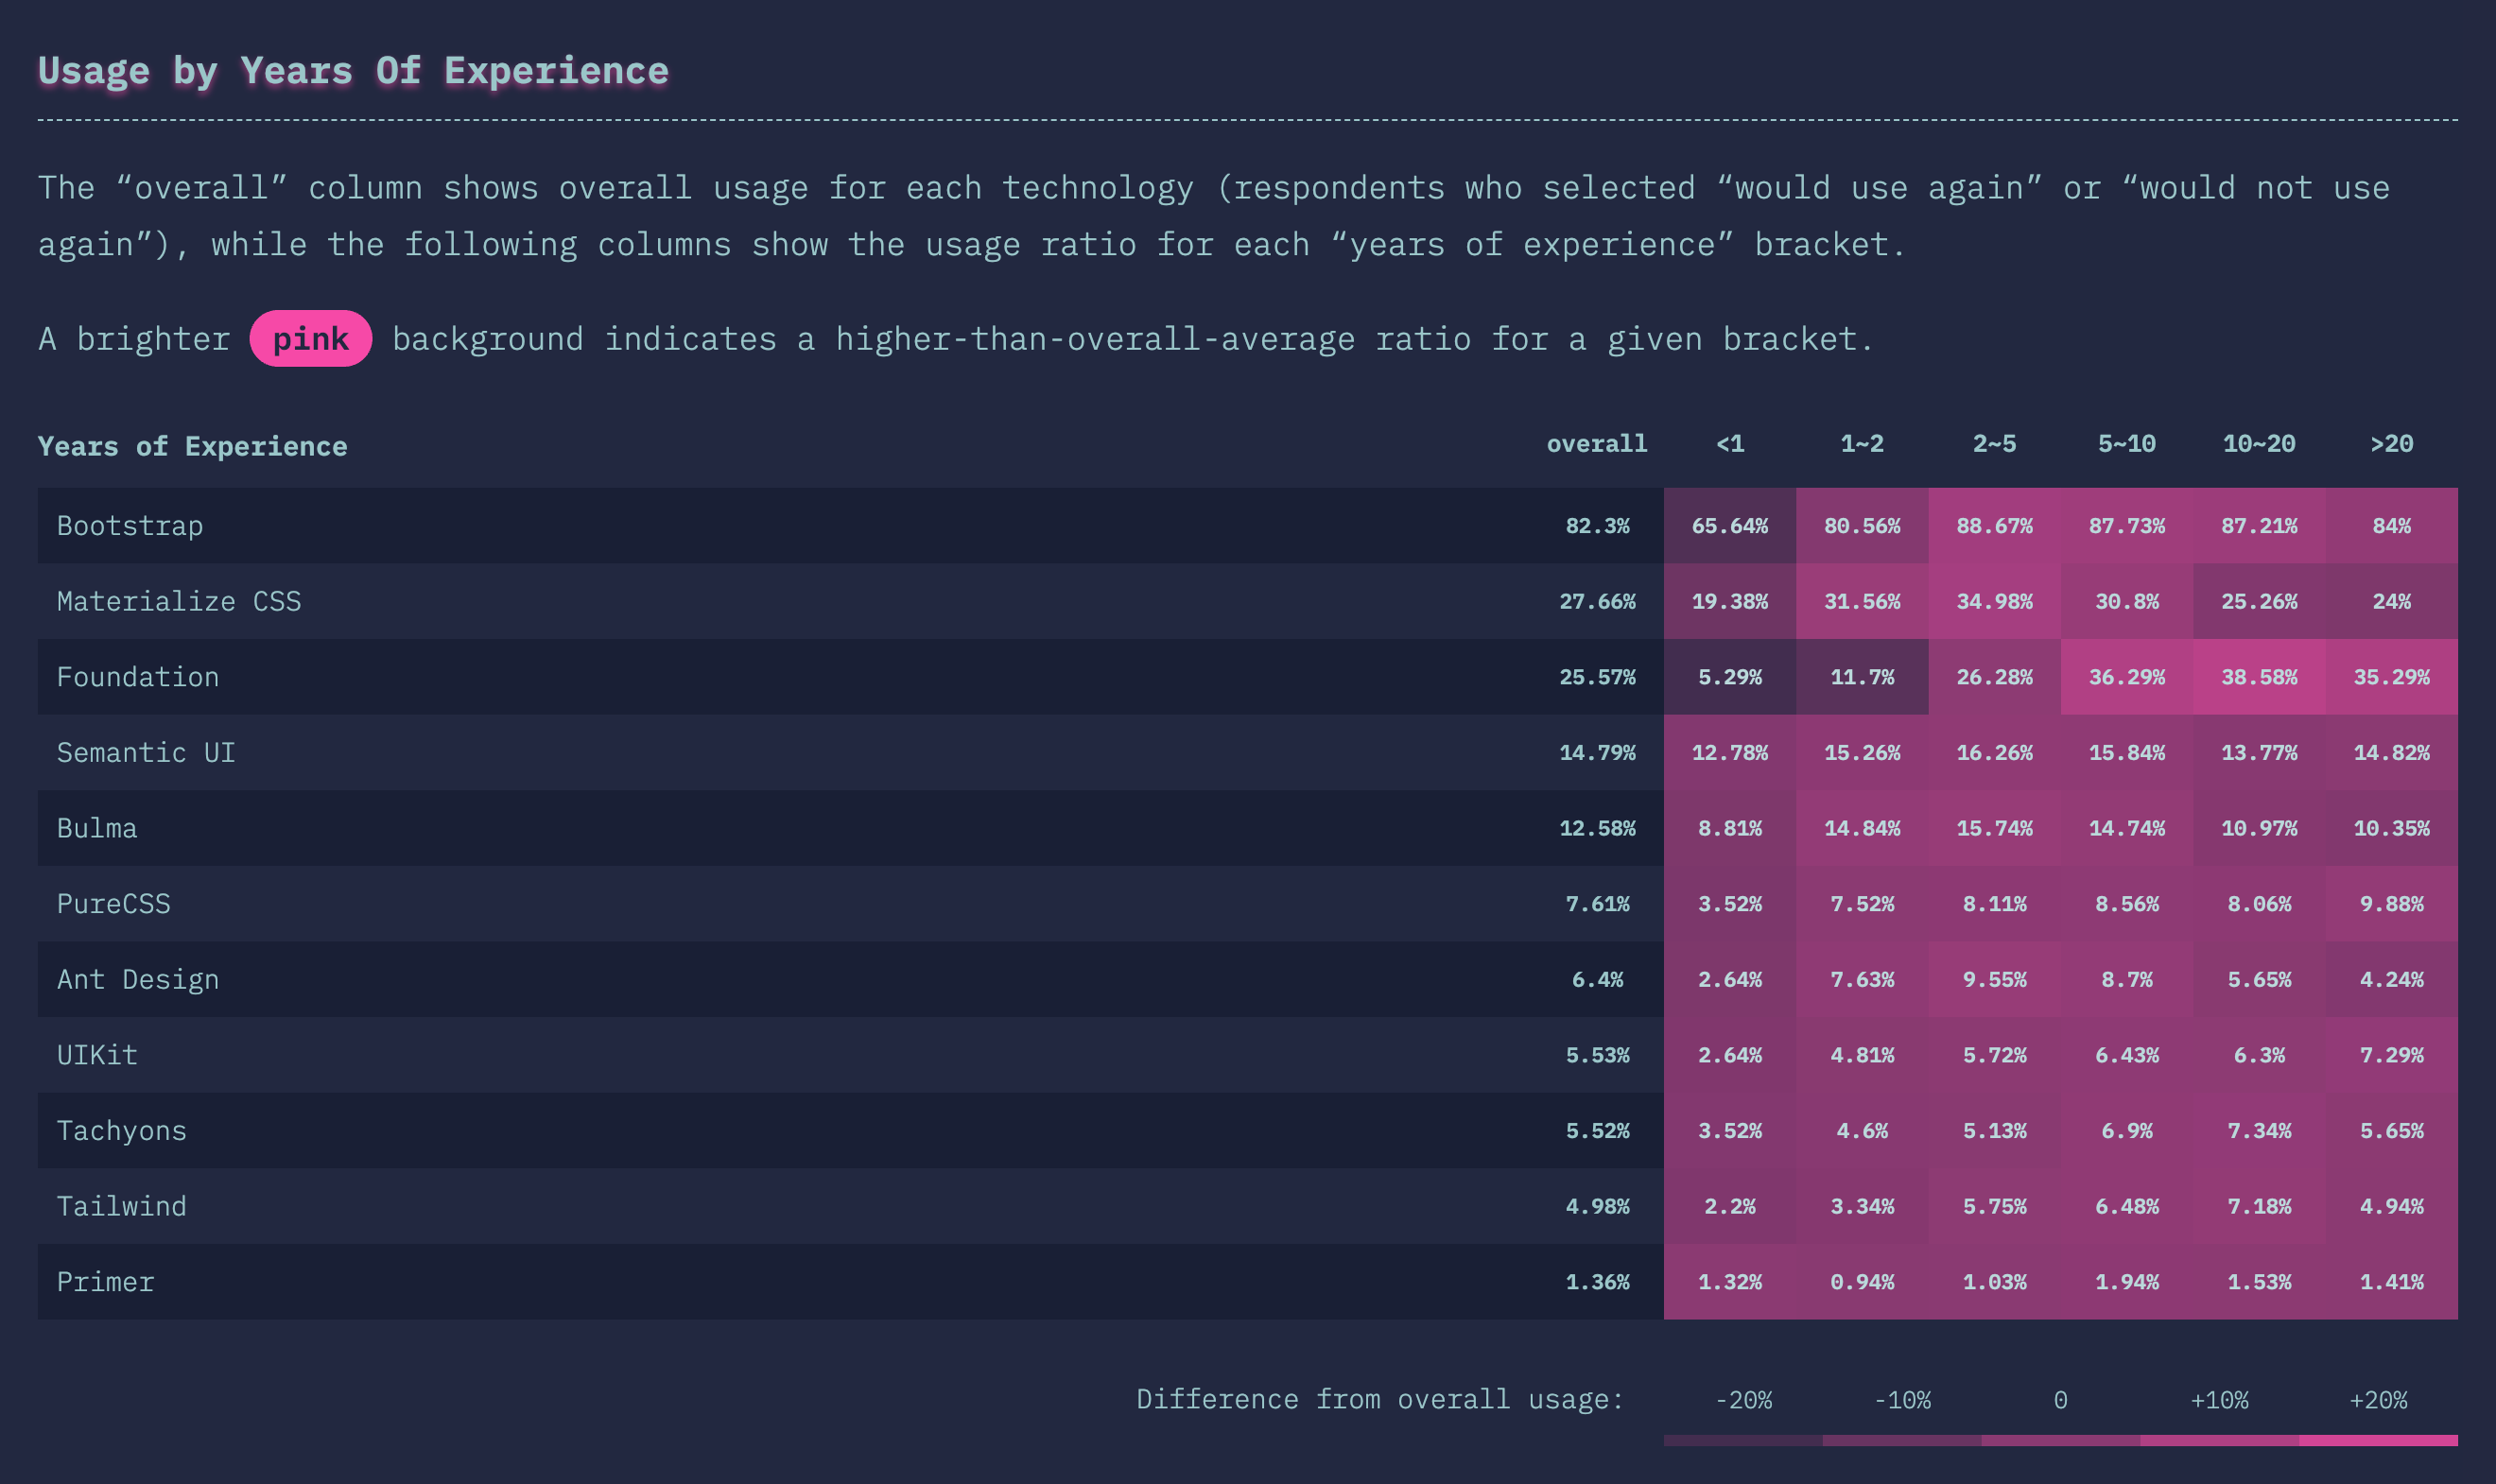 Usage by Years Of Experience
The “overall” column shows overall usage for each technology (respondents who selected “would use again” or “would not use
again”), while the following columns show the usage ratio for each “years of experience” bracket.
A brighter pink background indicates a higher-than-overall-average ratio for a given bracket.
Years of Experience overall <1 1~2 2~5 5~10 10~20 >20
Bootstrap 82.3% 65.64% 80.56% 88.67% 87.73% 87.21% 84%
Materialize CSS 27.66% 19.38% 31.56% 34.98% 30.8% 25.26% 24%
Foundation 25.57% 5.29% 11.7% 26.28% 36.29% 38.58% 35.29%
Semantic UI 14.79% 12.78% 15.26% 16.26% 15.84% 13.77% 14.82%
Bulma 12.58% 8.81% 14.84% 15.74% 14.74% 10.97% 10.35%
PureCSS 7.61% 3.52% 7.52% 8.11% 8.56% 8.06% 9.88%
Ant Design 6.4% 2.64% 7.63% 9.55% 8.7% 5.65% 4.24%
UIKit 5.53% 2.64% 4.81% 5.72% 6.43% 6.3% 7.29%
Tachyons 5.52% 3.52% 4.6% 5.13% 6.9% 7.34% 5.65%
Tailwind 4.98% 2.2% 3.34% 5.75% 6.48% 7.18% 4.94%
Primer 1.36% 1.32% 0.94% 1.03% 1.94% 1.53% 1.41%
Difference from overall usage: -20% -10% 0 +10% +20%